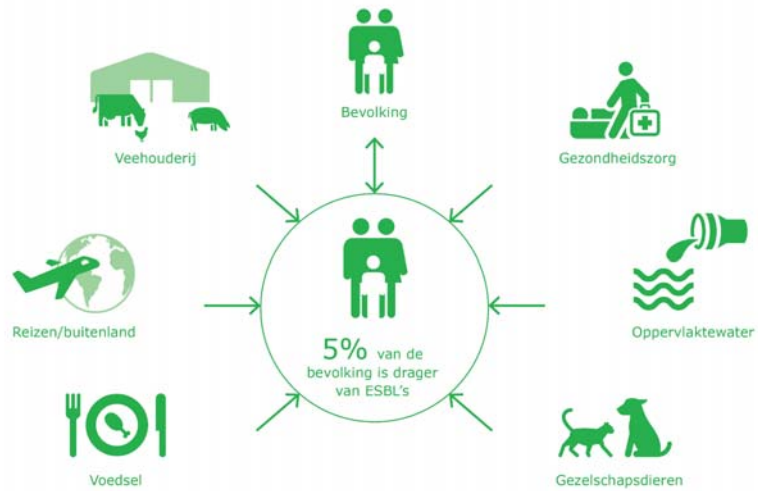 Bevolking
Veehouderij
Gezondheidszorg
Reizen/buitenland
Oppervlaktewater
5% van de
bevolking is drager
van ESBL's
Voedsel
Gezelschapsdieren